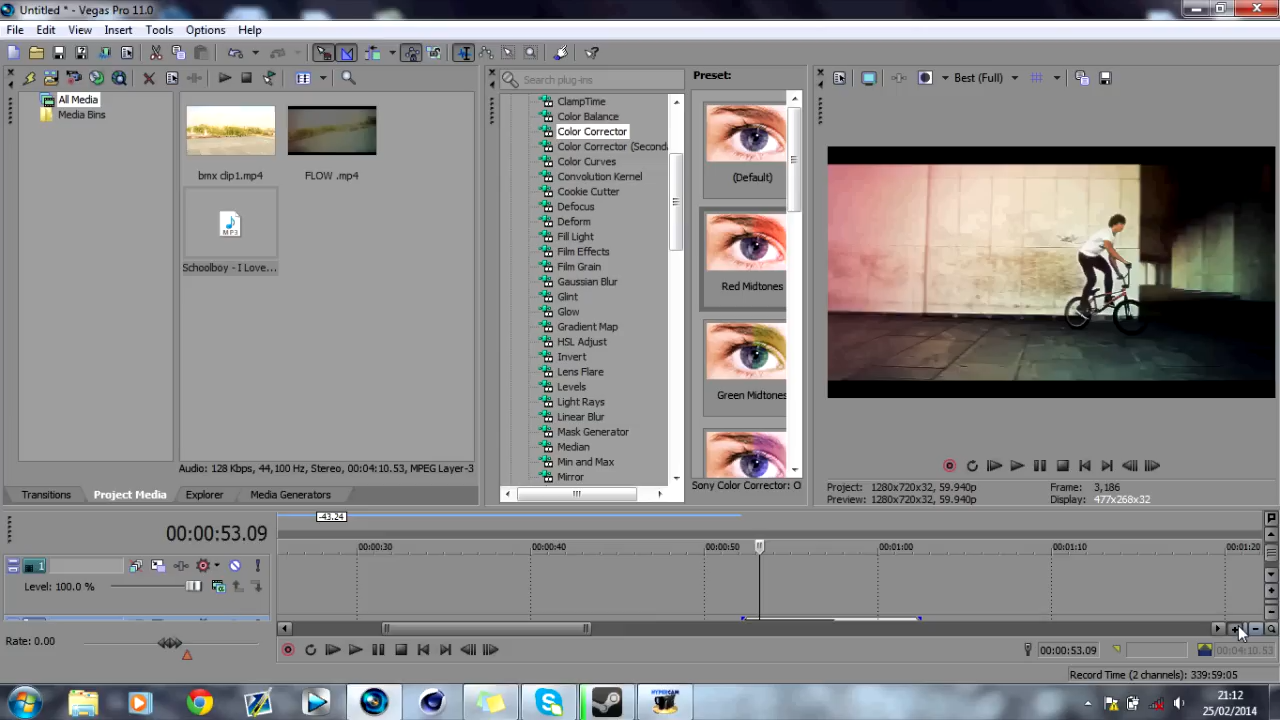 Untitled * - Vegas Pro 11.0
File Edit View Insert Tools Options Help
Search plug-ins
Preset:
Best (Full)
All Media
Media Bins
bmx clip1.mp4
FLOW .mp4
MP3
Schoolboy - I Love...
ClampTime
Color Balance
Color Corrector
Color Corrector (Second
Color Curves
Convolution Kernel
Cookie Cutter
Defocus
Deform
Fill Light
Film Effects
Film Grain
Gaussian Blur
Glint
Glow
Gradient Map
HSL Adjust
Invert
Lens Flare
Levels
Light Rays
Linear Blur
Mask Generator
Median
Min and Max
Mirror
(Default)
Red Midtones
Green Midtones
Sony Color Corrector: O
Audio: 128 Kbps, 44,100 Hz, Stereo, 00:04:10.53, MPEG Layer-3
Transitions Project Media Explorer Media Generators
Project: 1280x720x32, 59.940p Frame: 3,186
Preview: 1280x720x32, 59.940p Display: 477x268x32
-43.24
00:00:53.09
00:00:30 00:00:40 00:00:50 00:01:00 00:01:10 00:01:20
1
Level: 100.0 %
Rate: 0.00
00:00:53.09
00:04:10.53
Record Time (2 channels): 339:59:05
HYPERCAM
21:12
25/02/2014